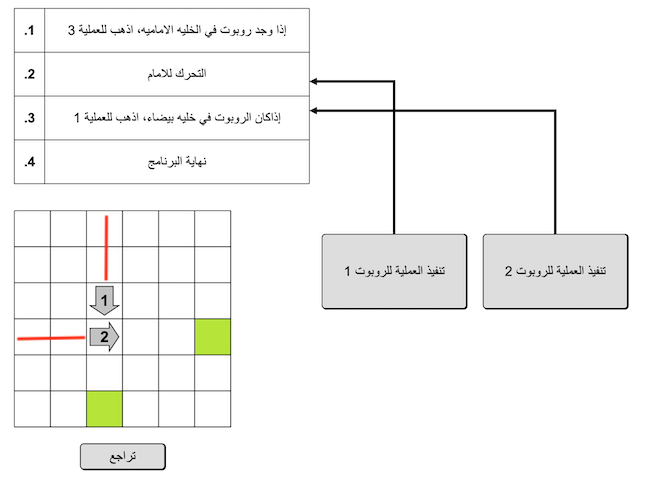 1. إذا وجد روبوت في الخليه الاماميه، اذهب للعملية 3
2. التحرك للامام
3. إذاكان الروبوت في خليه بيضاء، اذهب للعملية 1
4. نهاية البرنامج
تنفيذ العملية للروبوت 1
تنفيذ العملية للروبوت 2
1
2
تراجع